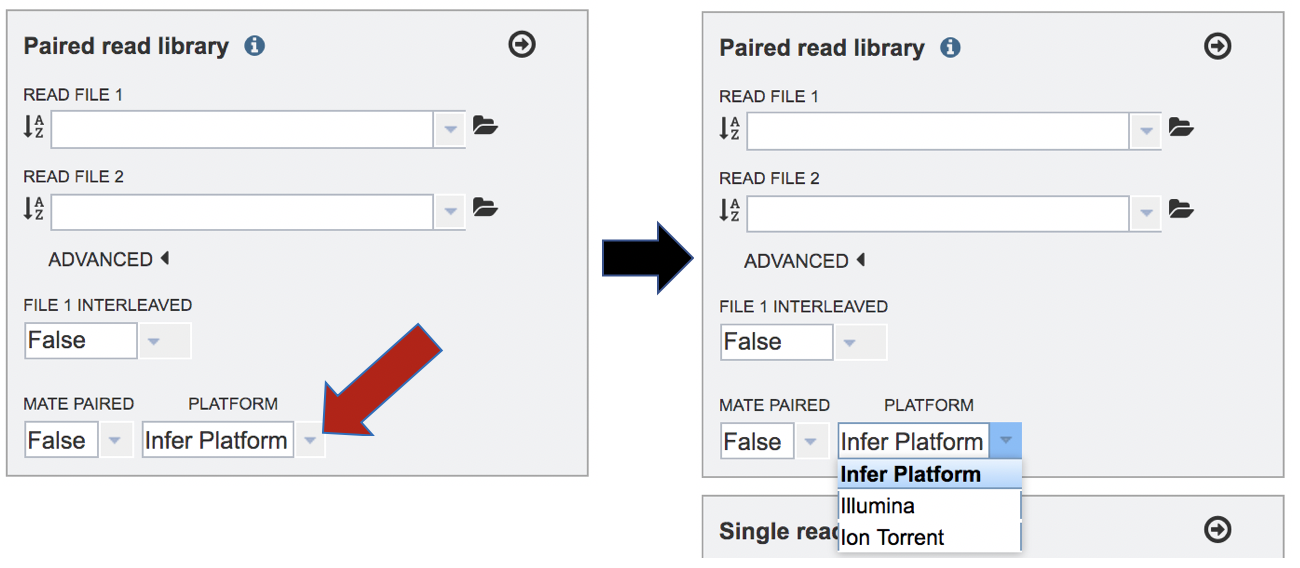 Paired read library
READ FILE 1
READ FILE 2
ADVANCED
FILE 1 INTERLEAVED
False
MATE PAIRED PLATFORM
False Infer Platform
Paired read library
READ FILE 1
READ FILE 2
ADVANCED
FILE 1 INTERLEAVED
False
MATE PAIRED PLATFORM
False Infer Platform
Infer Platform
Illumina
Single read
Ion Torrent